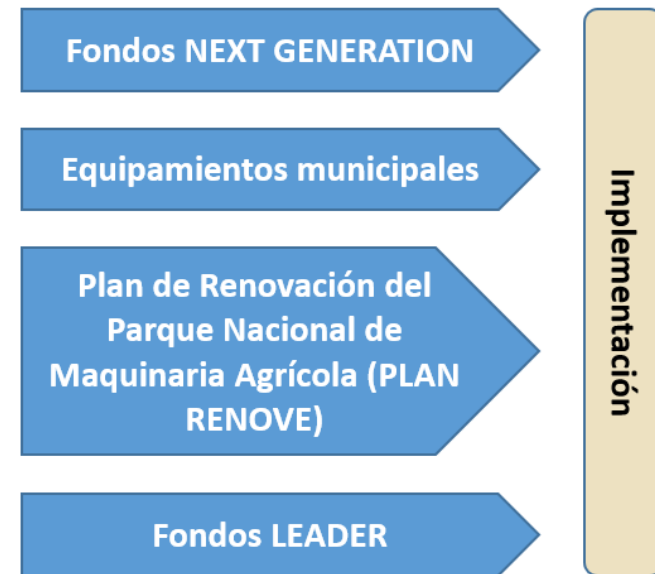 Fondos NEXT GENERATION
Equipamientos municipales
Plan de Renovación del
Parque Nacional de
Maquinaria Agrícola (PLAN
RENOVE)
Fondos LEADER
Implementación